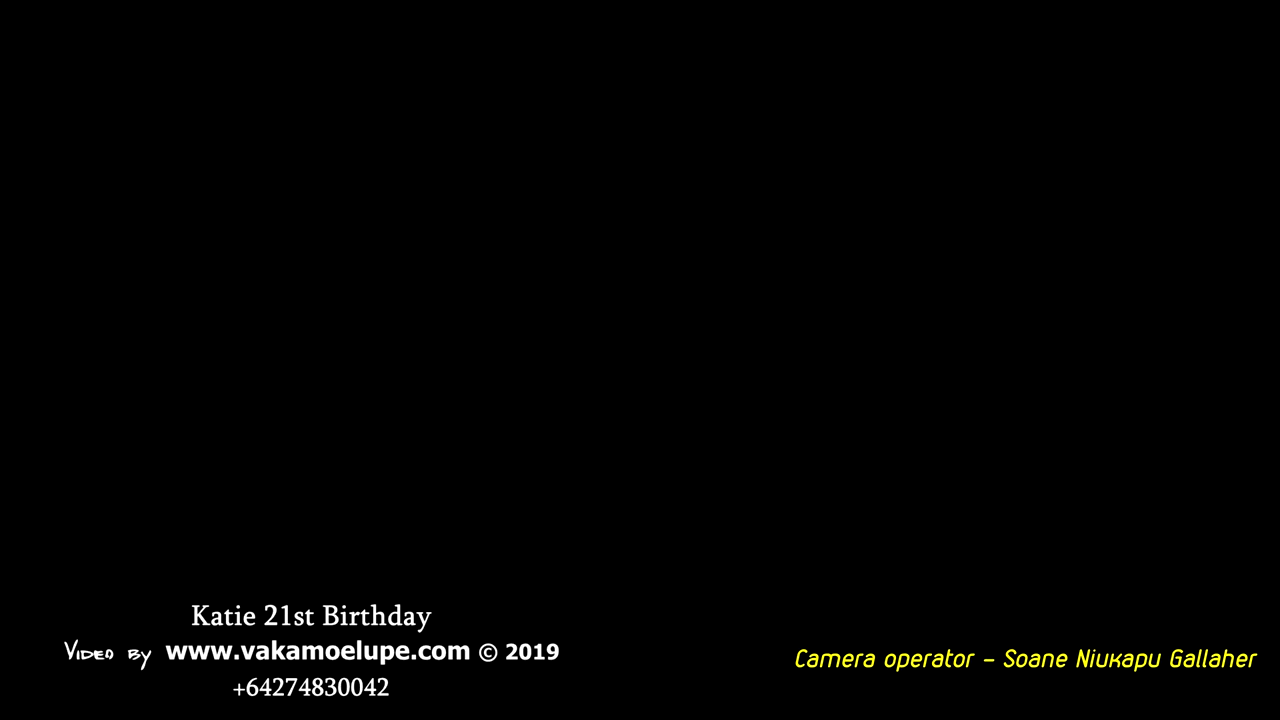 Katie 21st Birthday
Video by www.vakamoelupe.com © 2019
+64274830042
Camera operator - Soane Niukapu Gallaher